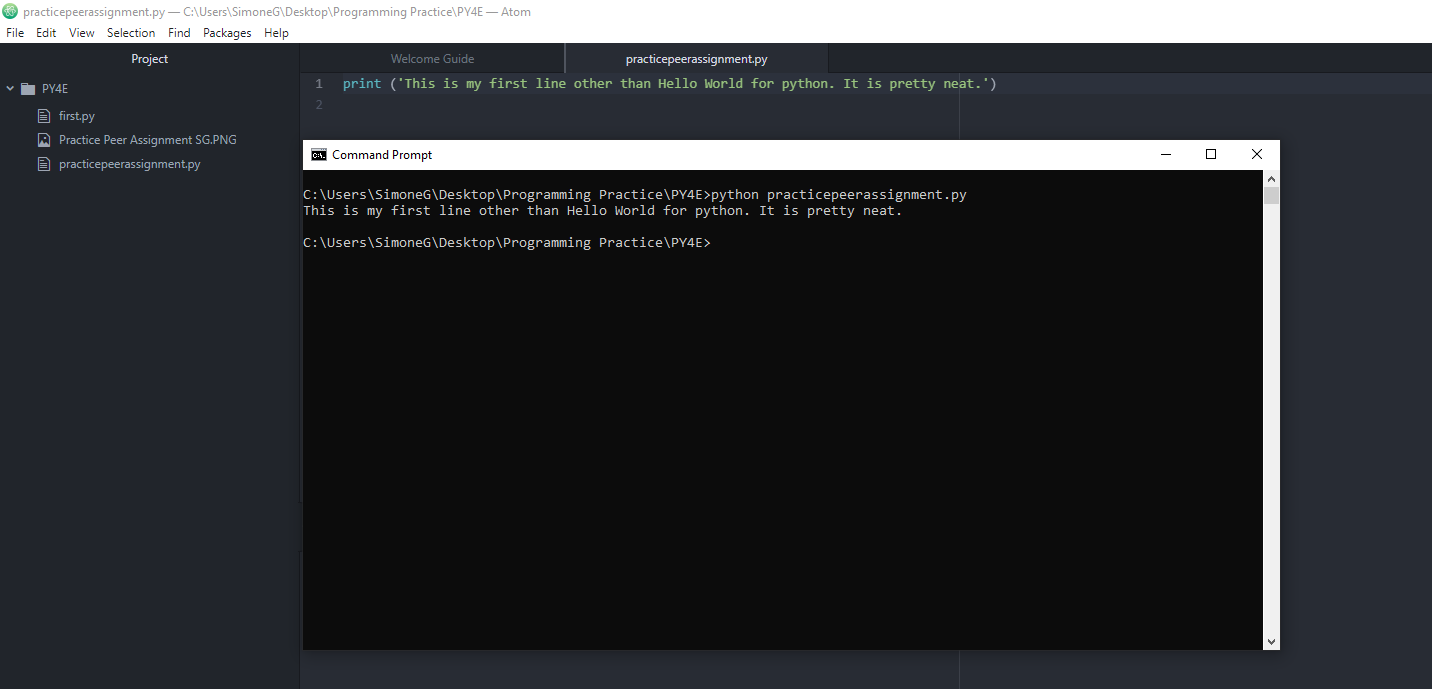 practicepeerassignment.py — C:\Users\SimoneG\Desktop\Programming Practice\PY4E — Atom
File Edit View Selection Find Packages Help
Project
Welcome Guide
practicepeerassignment.py
PY4E
first.py
Practice Peer Assignment SG.PNG
practicepeerassignment.py
1 print ('This is my first line other than Hello World for python. It is pretty neat.')
2
C:\. Command Prompt
C:\Users\SimoneG\Desktop\Programming Practice\PY4E>python practicepeerassignment.py
This is my first line other than Hello World for python. It is pretty neat.
C:\Users\SimoneG\Desktop\Programming Practice\PY4E>